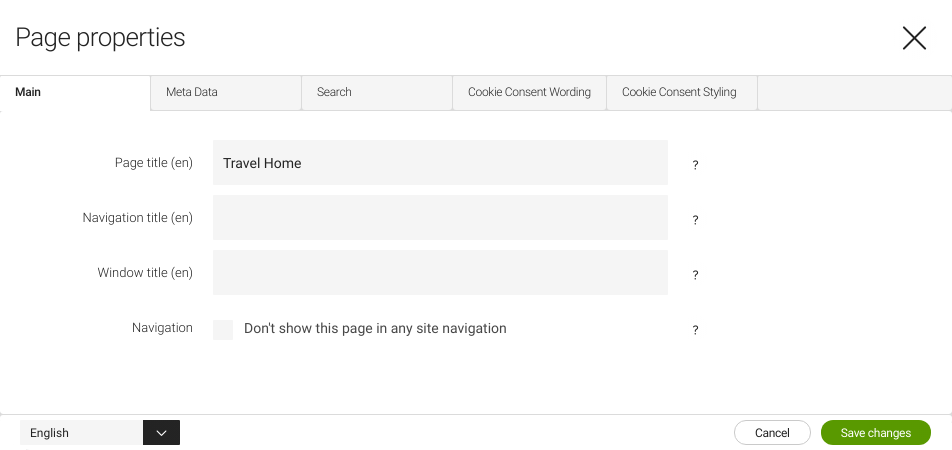 Page properties
Main
Meta Data
Search
Cookie Consent Wording
Cookie Consent Styling
Page title (en)
Travel Home
?
Navigation title (en)
?
Window title (en)
?
Navigation
Don't show this page in any site navigation
?
English
Cancel
Save changes